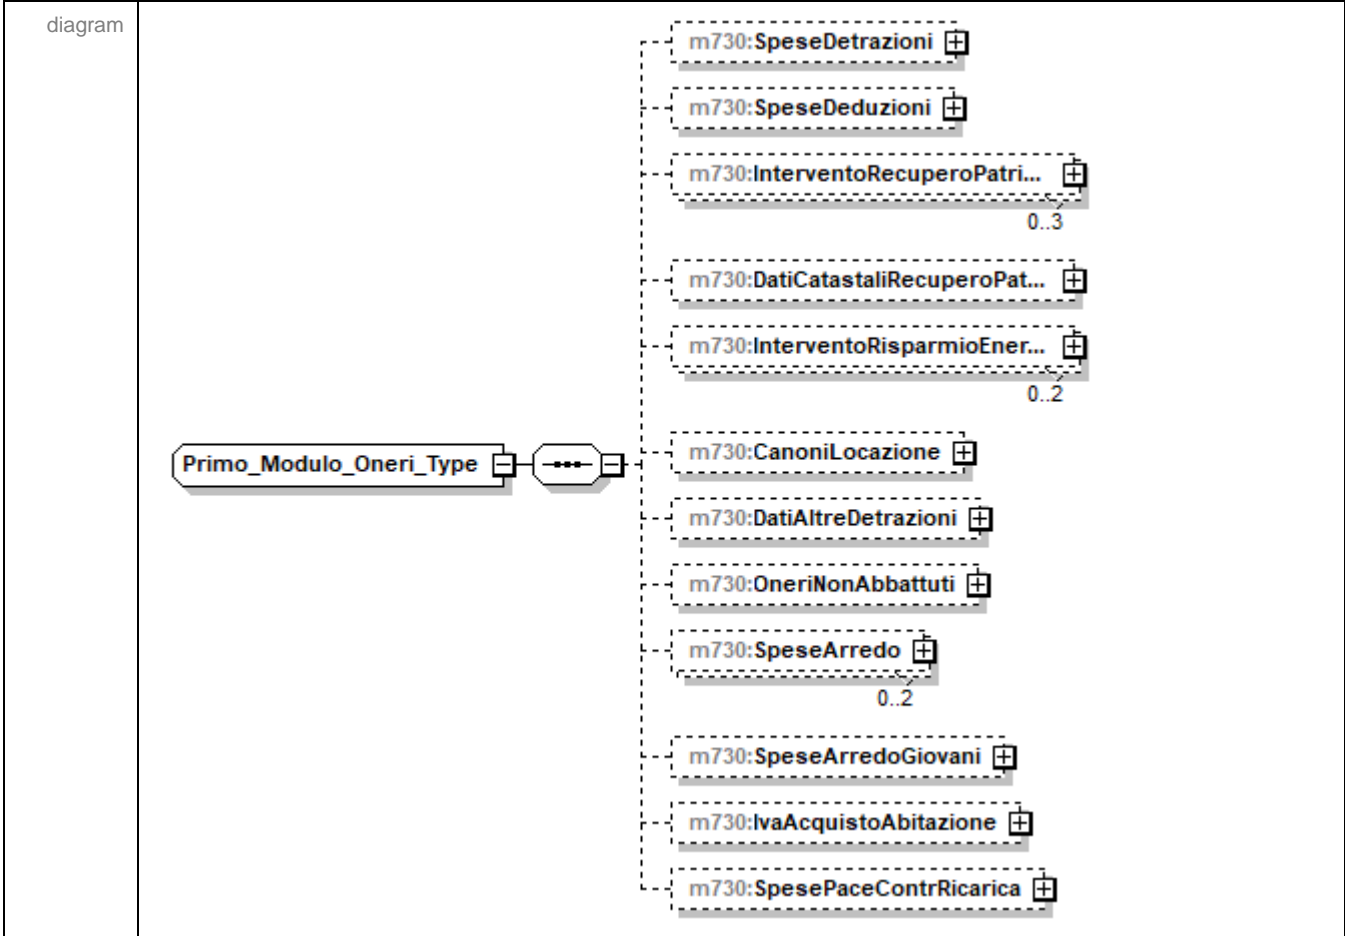 diagram
m730:SpeseDetrazioni
m730:SpeseDeduzioni
m730:InterventoRecuperoPatri...
0..3
m730:DatiCatastaliRecuperoPat...
m730:InterventoRisparmioEner...
0..2
Primo_Modulo_Oneri_Type
m730:CanoniLocazione
m730:DatiAltreDetrazioni
m730:OneriNonAbbattuti
m730:SpeseArredo
0..2
m730:SpeseArredoGiovani
m730:IvaAcquistoAbitazione
m730:SpesePaceContrRicarica